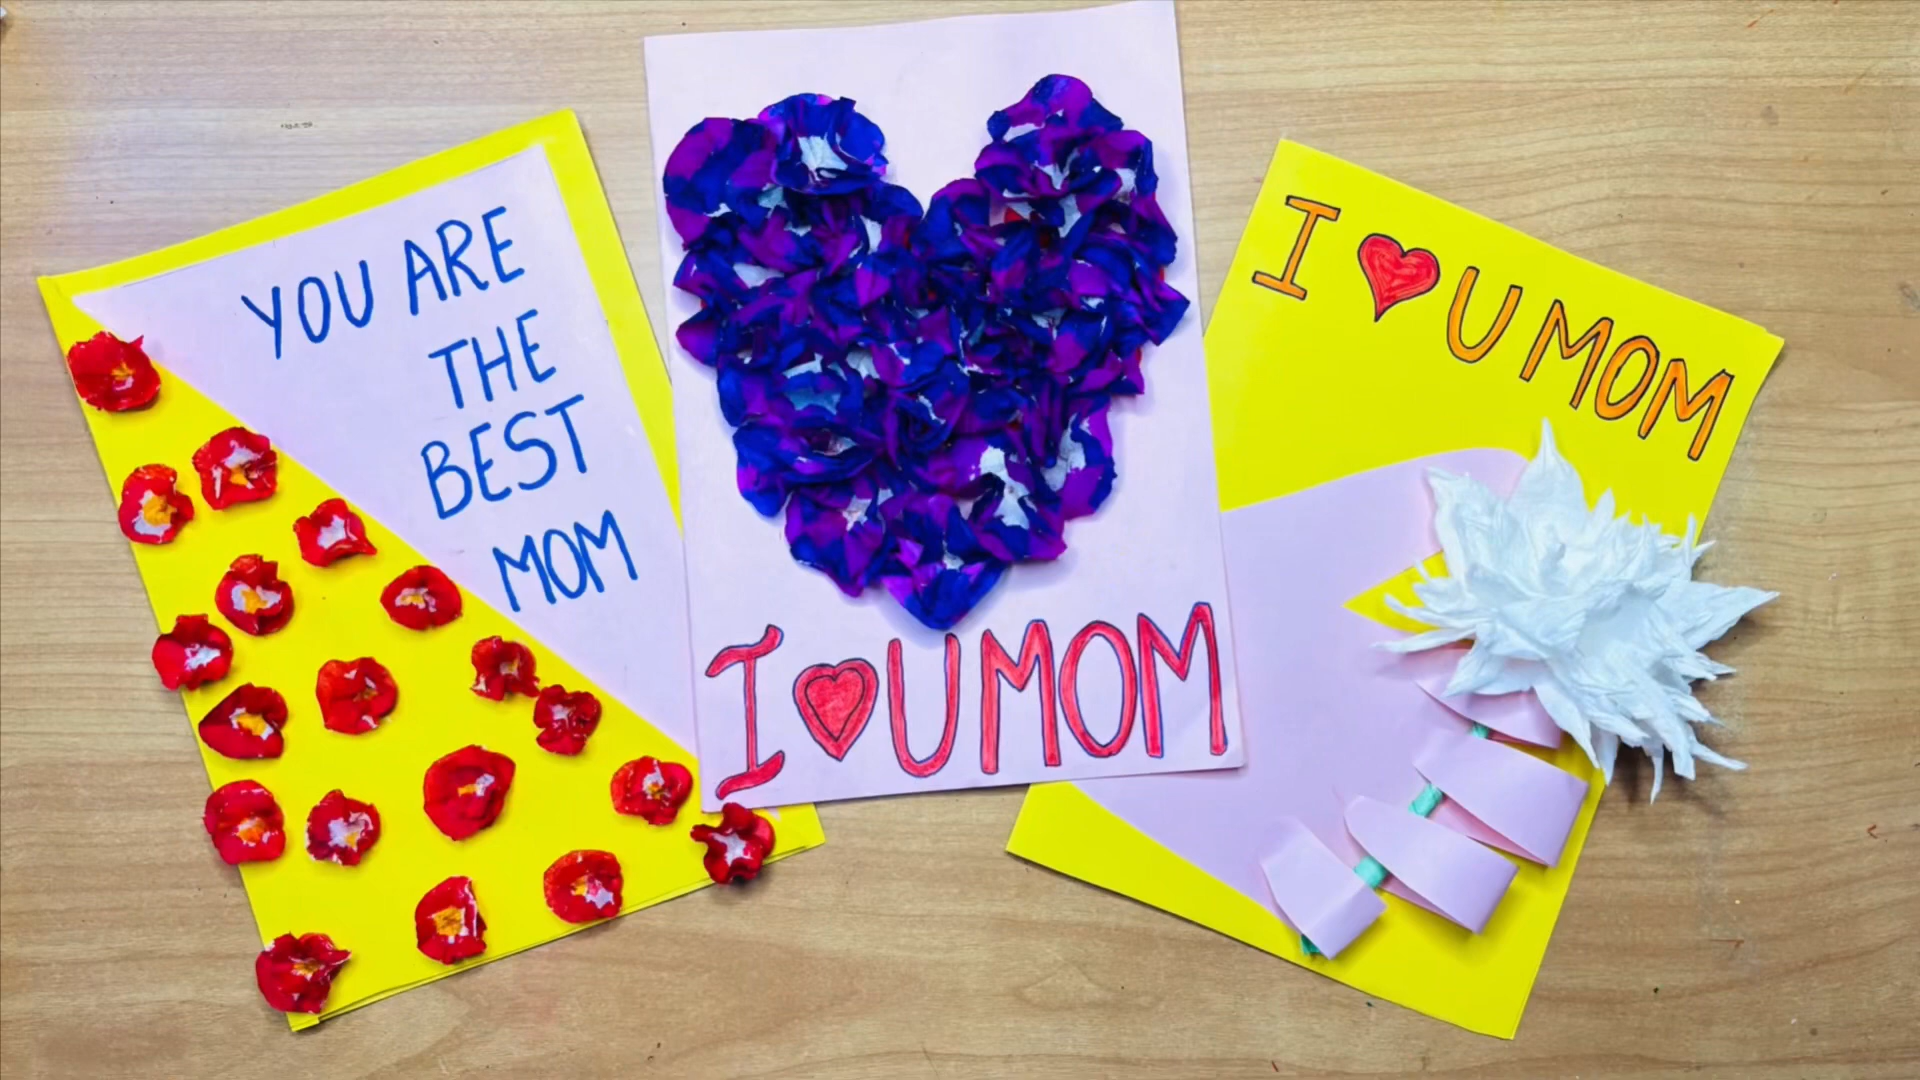 YOU ARE
THE
BEST
MOM
I ❤ U MOM
I ❤ U MOM